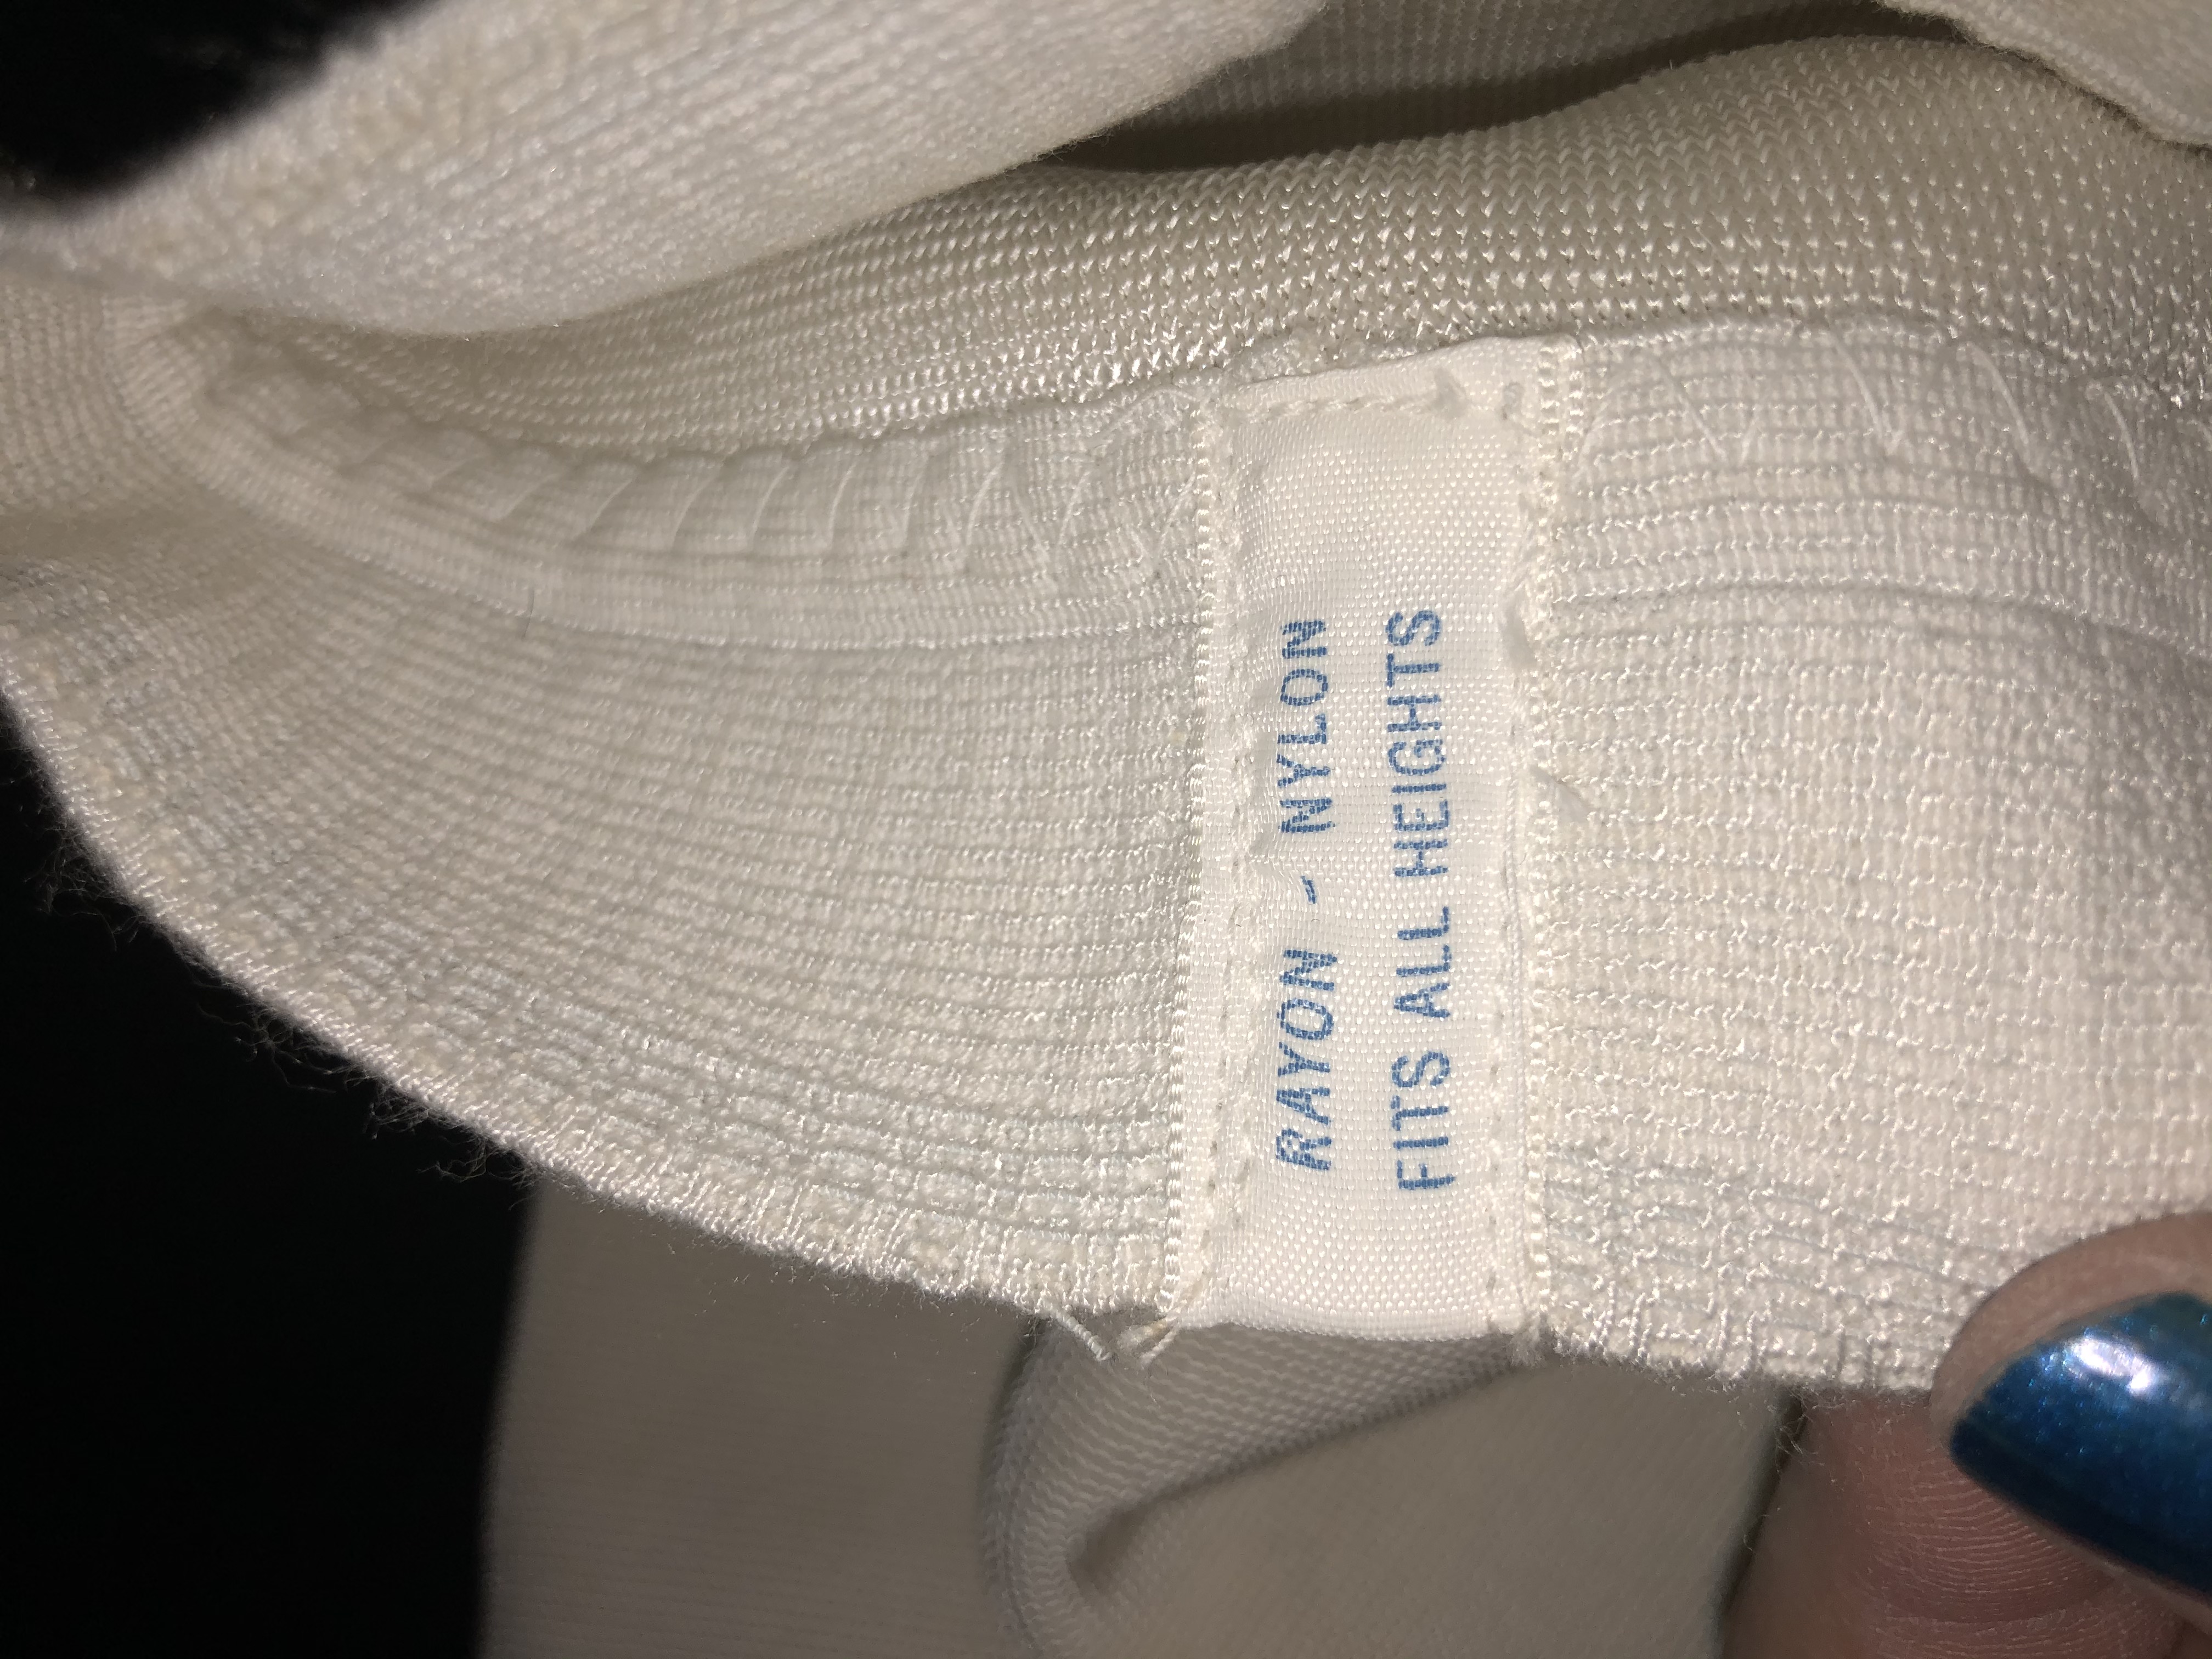 RAYON - NYLON
FITS ALL HEIGHTS